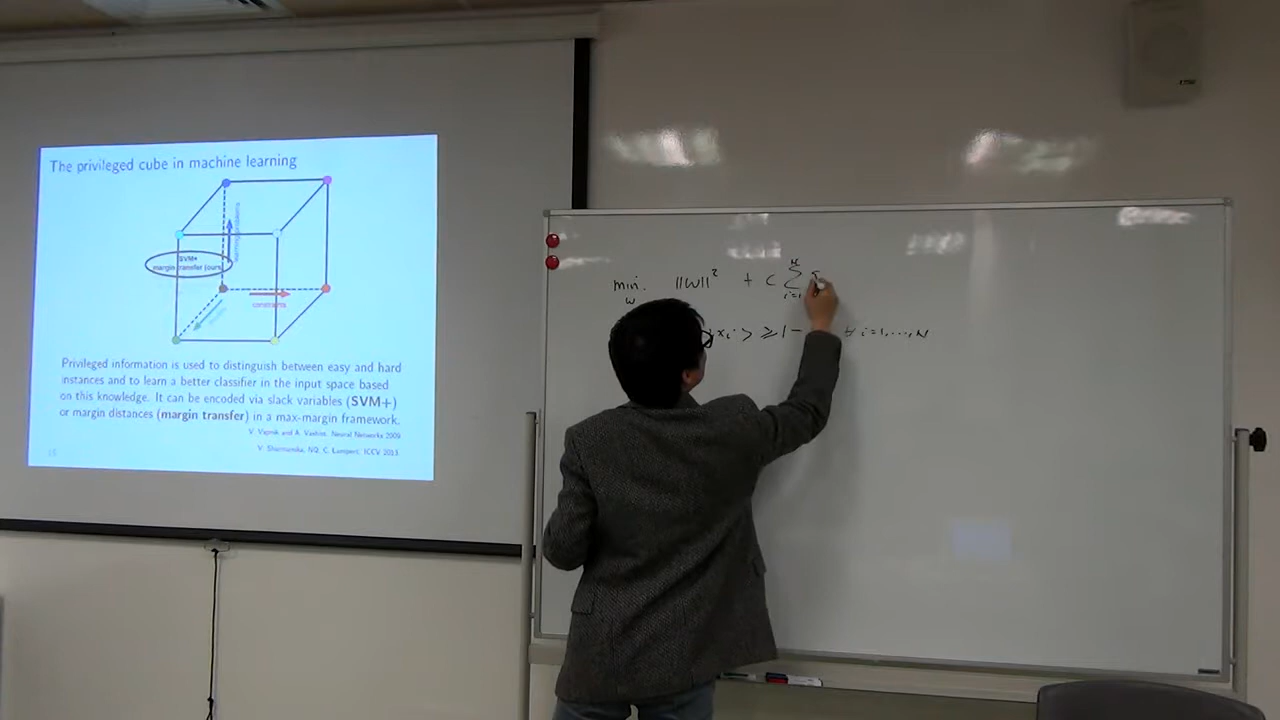 The privileged cube in machine learning
SVM+
margin transfer (ours)
constraints
Privileged information is used to distinguish between easy and hard
instances and to learn a better classifier in the input space based
on this knowledge. It can be encoded via slack variables (SVM+)
or margin distances (margin transfer) in a max-margin framework.
V. Vapnik and A. Vashist. Neural Networks 2009
V. Sharmanska, NQ, C. Lampert. ICCV 2013
min ||w||² + C Σ
w i=1 N
x_i > ≥ 1 - ∀ i=1,...,N